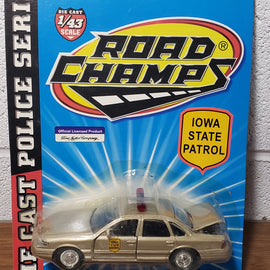 DIE CAST
1/43
SCALE
ROAD
CHAMPS®
Official Licensed Product
IOWA
STATE
PATROL
DIE CAST POLICE SERI